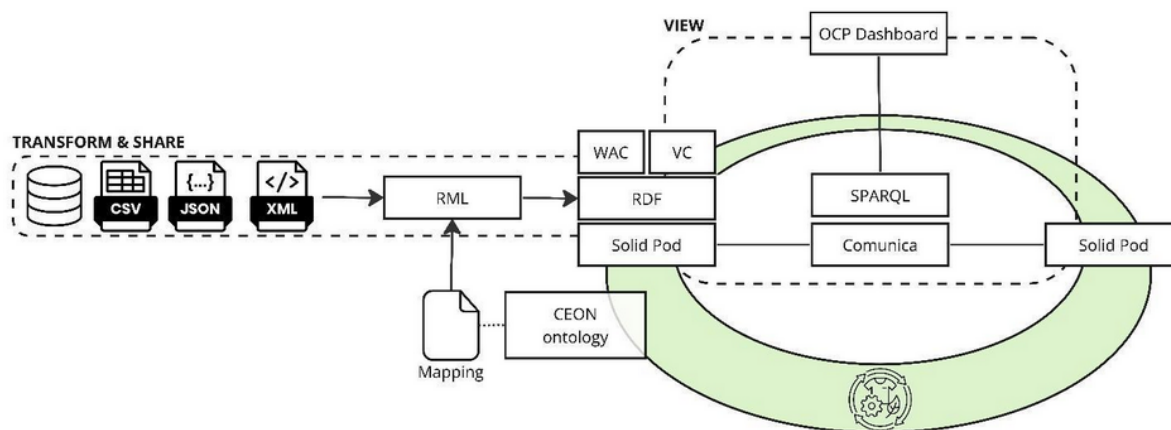 VIEW
OCP Dashboard
TRANSFORM & SHARE
WAC
VC
CSV
{...}
JSON
</>
XML
RML
RDF
SPARQL
Solid Pod
Comunica
Solid Pod
CEON
ontology
Mapping